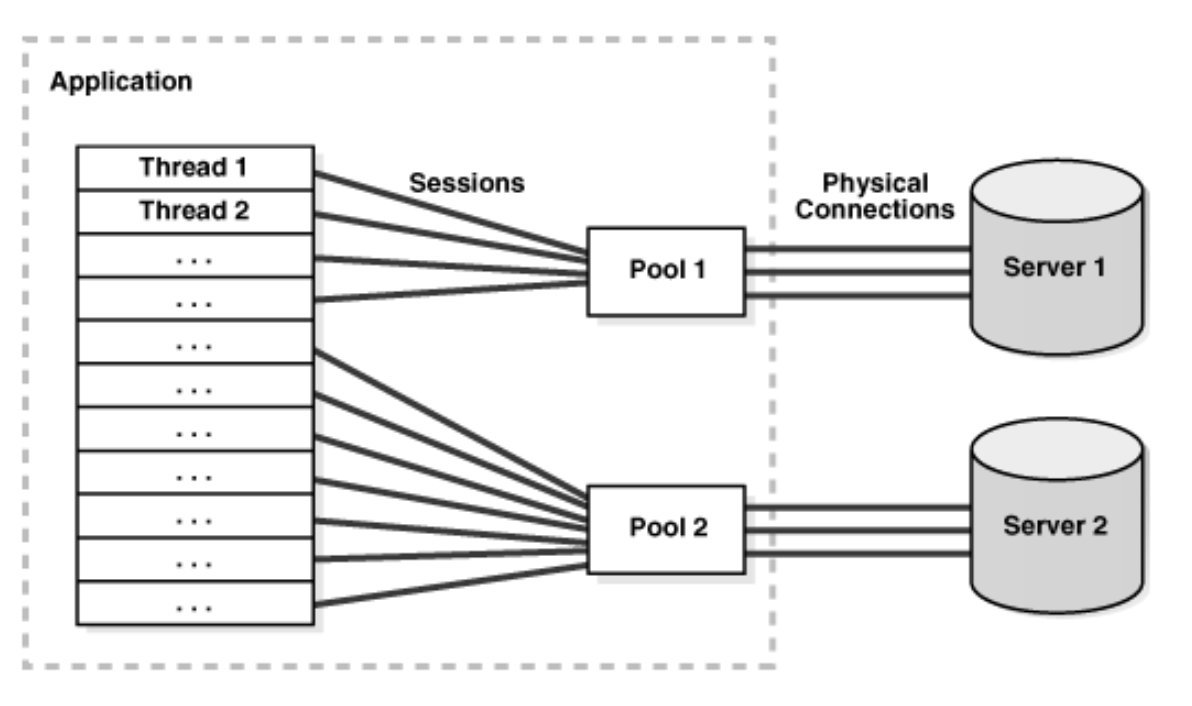 Application
Thread 1
Thread 2
. . .
. . .
. . .
. . .
. . .
. . .
. . .
. . .
. . .
Sessions
Pool 1
Pool 2
Physical
Connections
Server 1
Server 2